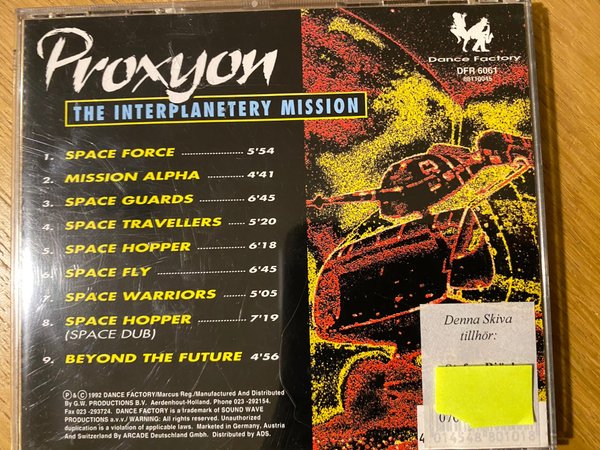 Proxyon
THE INTERPLANETERY MISSION
Dance Factory
DFR 6061
88110045
1. SPACE FORCE 5'54
2. MISSION ALPHA 4'41
3. SPACE GUARDS 6'45
4. SPACE TRAVELLERS 5'20
5. SPACE HOPPER 6'18
6. SPACE FLY 6'45
7. SPACE WARRIORS 5'05
8. SPACE HOPPER 7'19
(SPACE DUB)
9. BEYOND THE FUTURE 4'56
Ⓟ & © 1992 DANCE FACTORY/Marcus Reg./Manufactured And Distributed
By G.W. PRODUCTIONS B.V. Aerdenhout-Holland. Phone 023 -292154.
Fax 023 -293724. DANCE FACTORY is a trademark of SOUND WAVE
PRODUCTIONS a.v.v./ WARNING: All rights reserved. Unauthorized
duplication is a violation of applicable laws. Marketed in Germany, Austria
And Switzerland By ARCADE Deutschland Gmbh. Distributed by ADS.
Denna Skiva
tillhör:
014548 801018